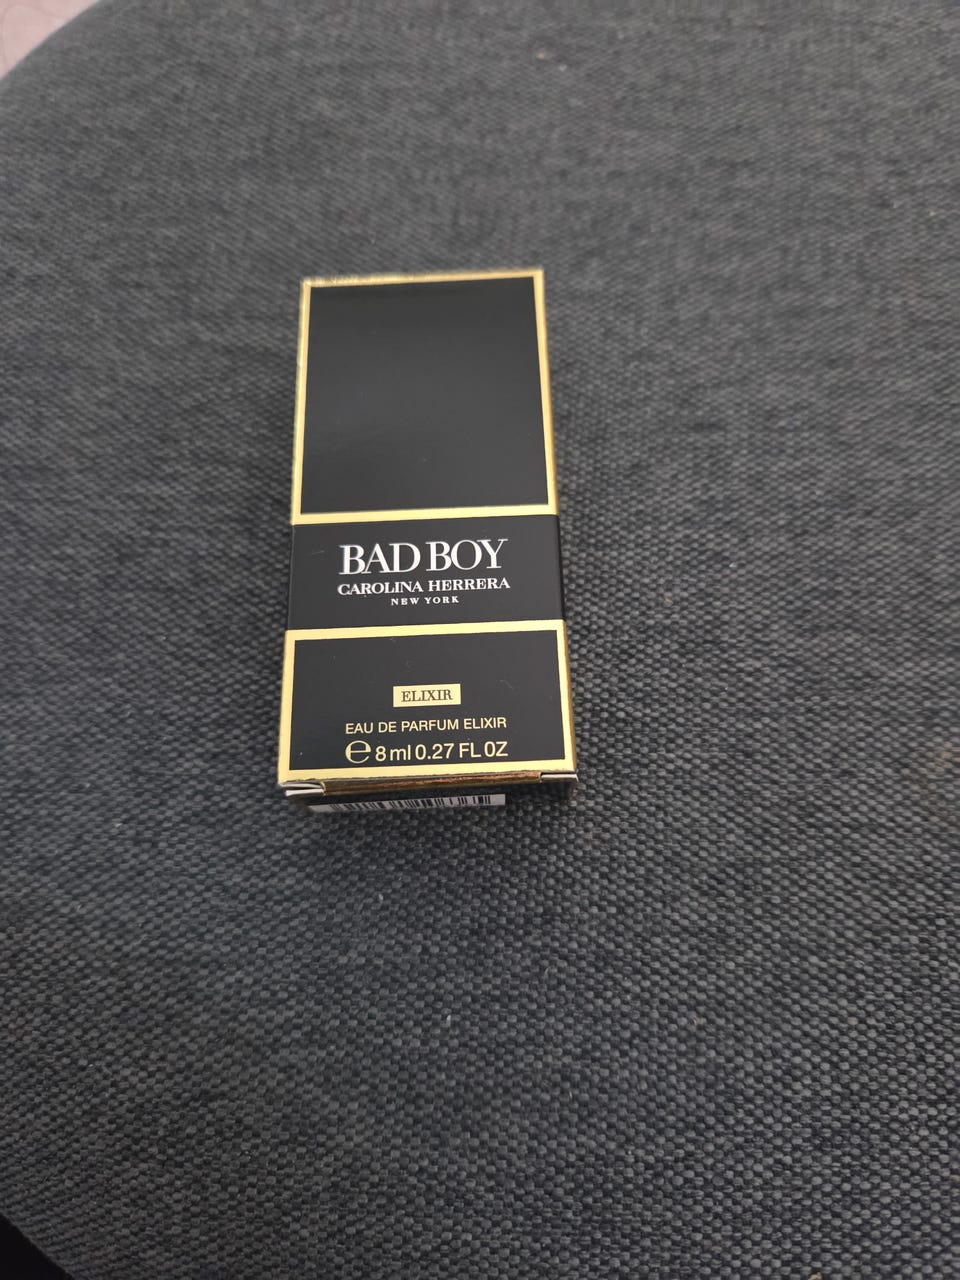 BAD BOY
CAROLINA HERRERA
NEW YORK
ELIXIR
EAU DE PARFUM ELIXIR
℮ 8 ml 0.27 FL OZ